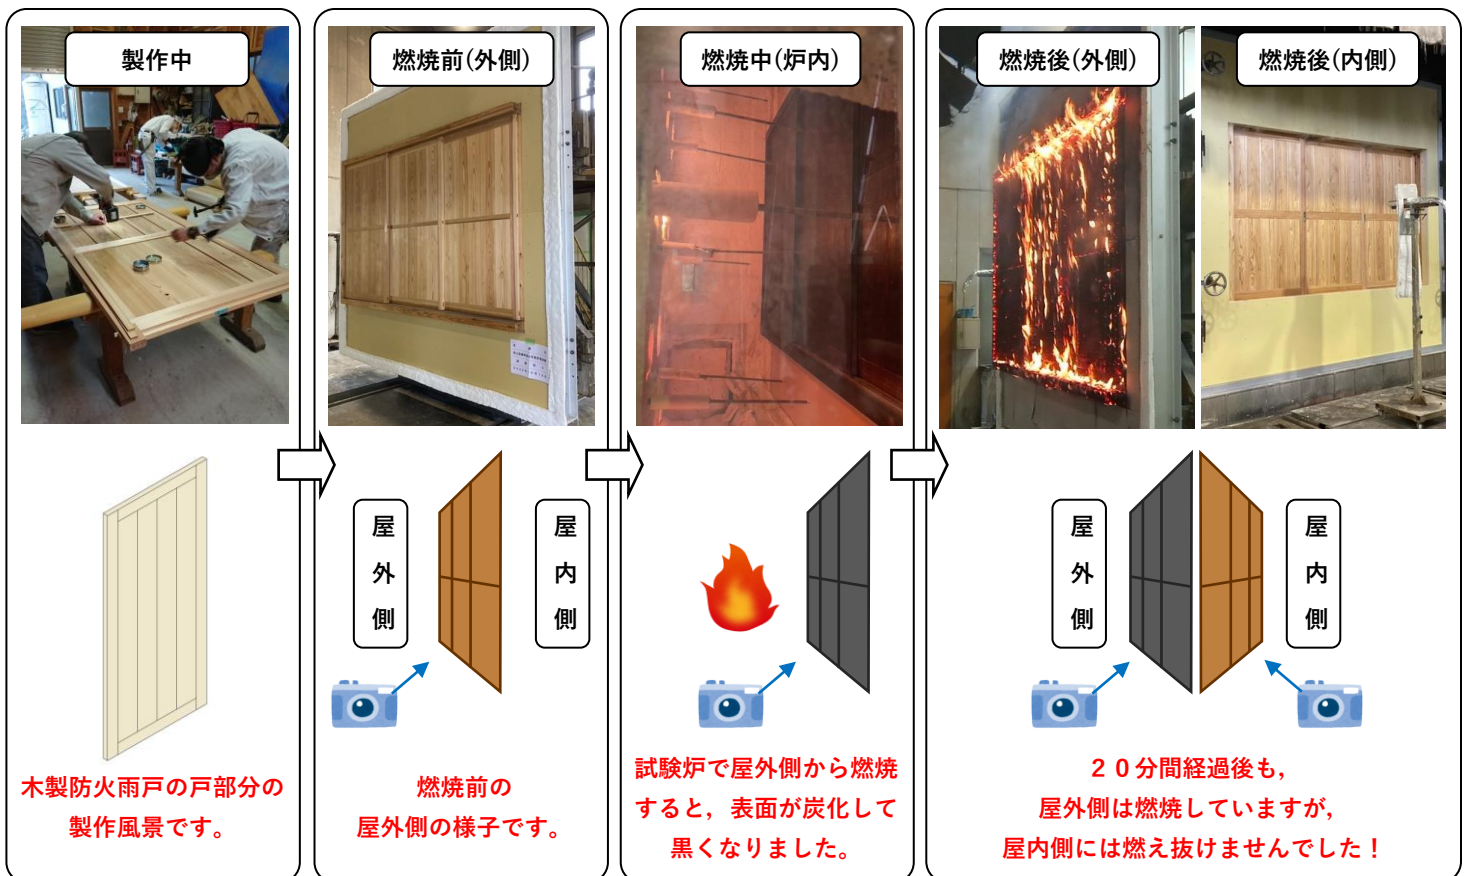 製作中
木製防火雨戸の戸部分の
製作風景です。
燃焼前(外側)
屋外側
屋内側
燃焼前の
屋外側の様子です。
燃焼中(炉内)
試験炉で屋外側から燃焼
すると，表面が炭化して
黒くなりました。
燃焼後(外側)
燃焼後(内側)
屋外側
屋内側
２０分間経過後も，
屋外側は燃焼していますが，
屋内側には燃え抜けませんでした！